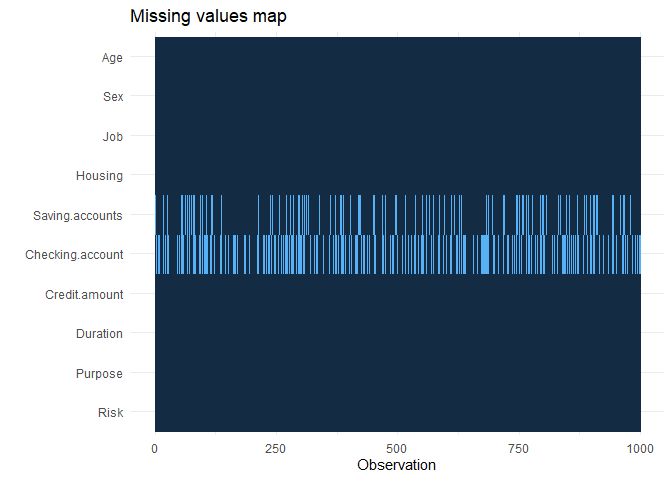 Missing values map
Age
Sex
Job
Housing
Saving.accounts
Checking.account
Credit.amount
Duration
Purpose
Risk
0 250 500 750 1000
Observation